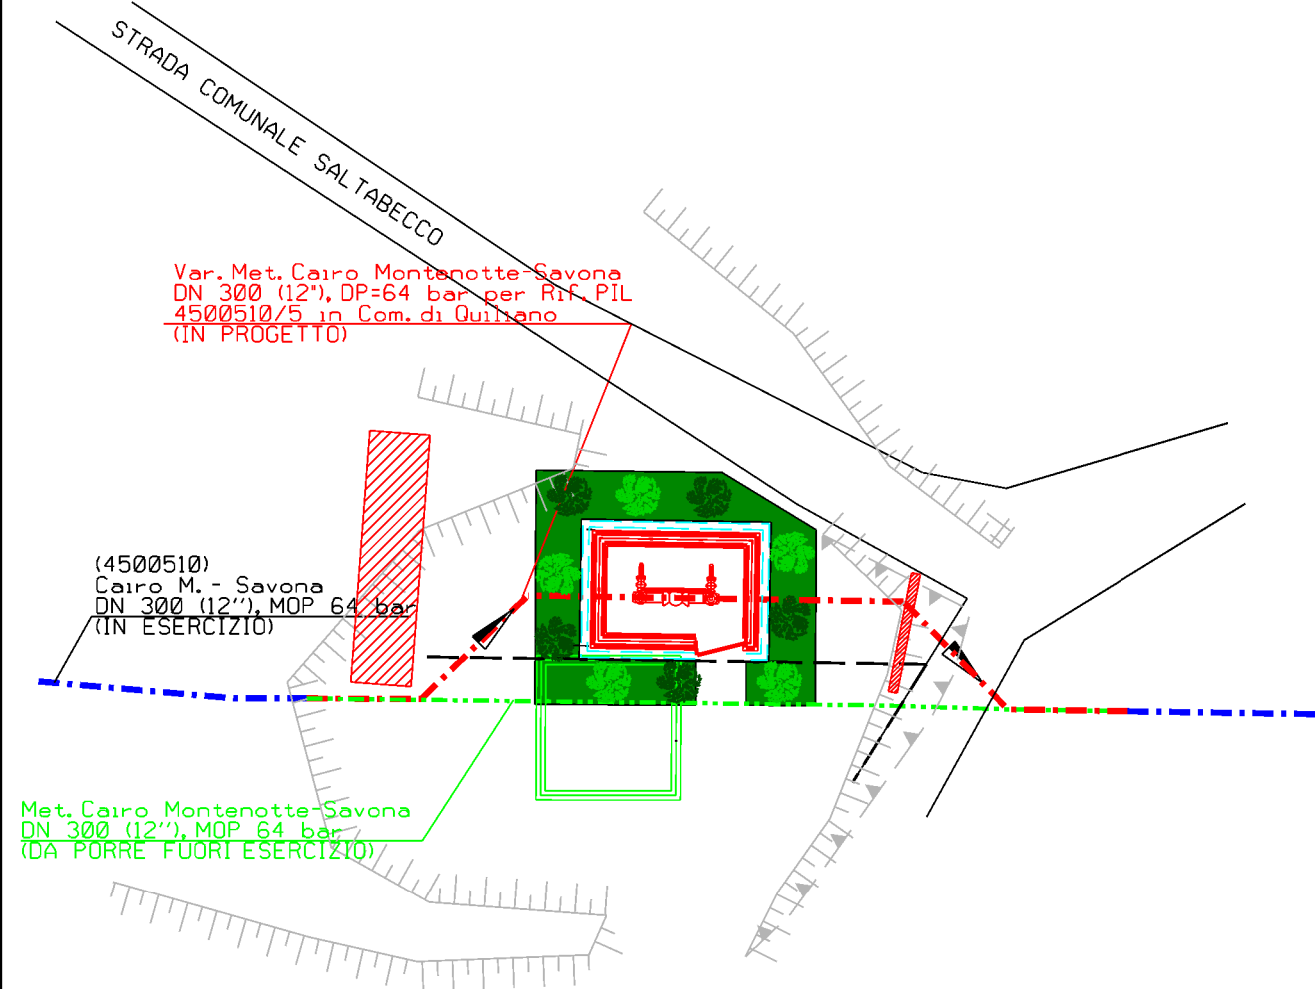 STRADA COMUNALE SALTABECCO
Var. Met. Cairo Montenotte-Savona
DN 300 (12"), DP=64 bar per Rif. PIL
4500510/5 in Com. di Quiliano
(IN PROGETTO)
(4500510)
Cairo M. - Savona
DN 300 (12''), MOP 64 bar
(IN ESERCIZIO)
Met. Cairo Montenotte-Savona
DN 300 (12''), MOP 64 bar
(DA PORRE FUORI ESERCIZIO)